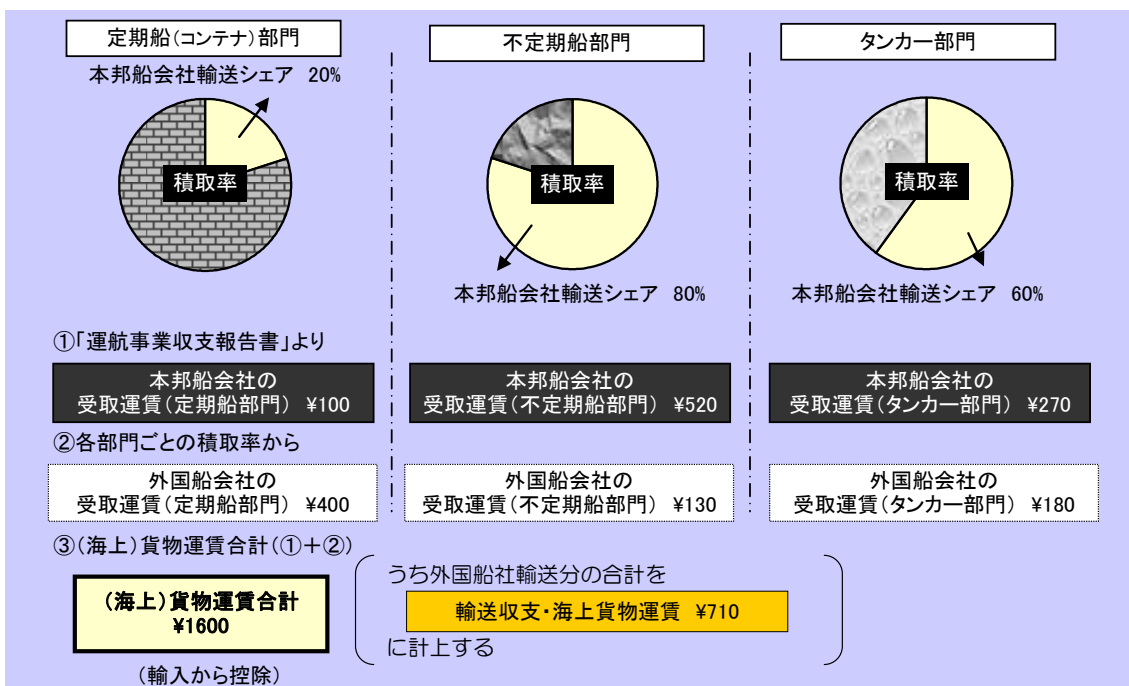 定期船(コンテナ)部門
本邦船会社輸送シェア 20%
積取率
不定期船部門
積取率
本邦船会社輸送シェア 80%
タンカー部門
積取率
本邦船会社輸送シェア 60%
①「運航事業収支報告書」より
本邦船会社の
受取運賃(定期船部門) ¥100
本邦船会社の
受取運賃(不定期船部門) ¥520
本邦船会社の
受取運賃(タンカー部門) ¥270
②各部門ごとの積取率から
外国船会社の
受取運賃(定期船部門) ¥400
外国船会社の
受取運賃(不定期船部門) ¥130
外国船会社の
受取運賃(タンカー部門) ¥180
③(海上)貨物運賃合計(①+②)
(海上)貨物運賃合計
¥1600
(輸入から控除)
うち外国船社輸送分の合計を
輸送収支・海上貨物運賃 ¥710
に計上する